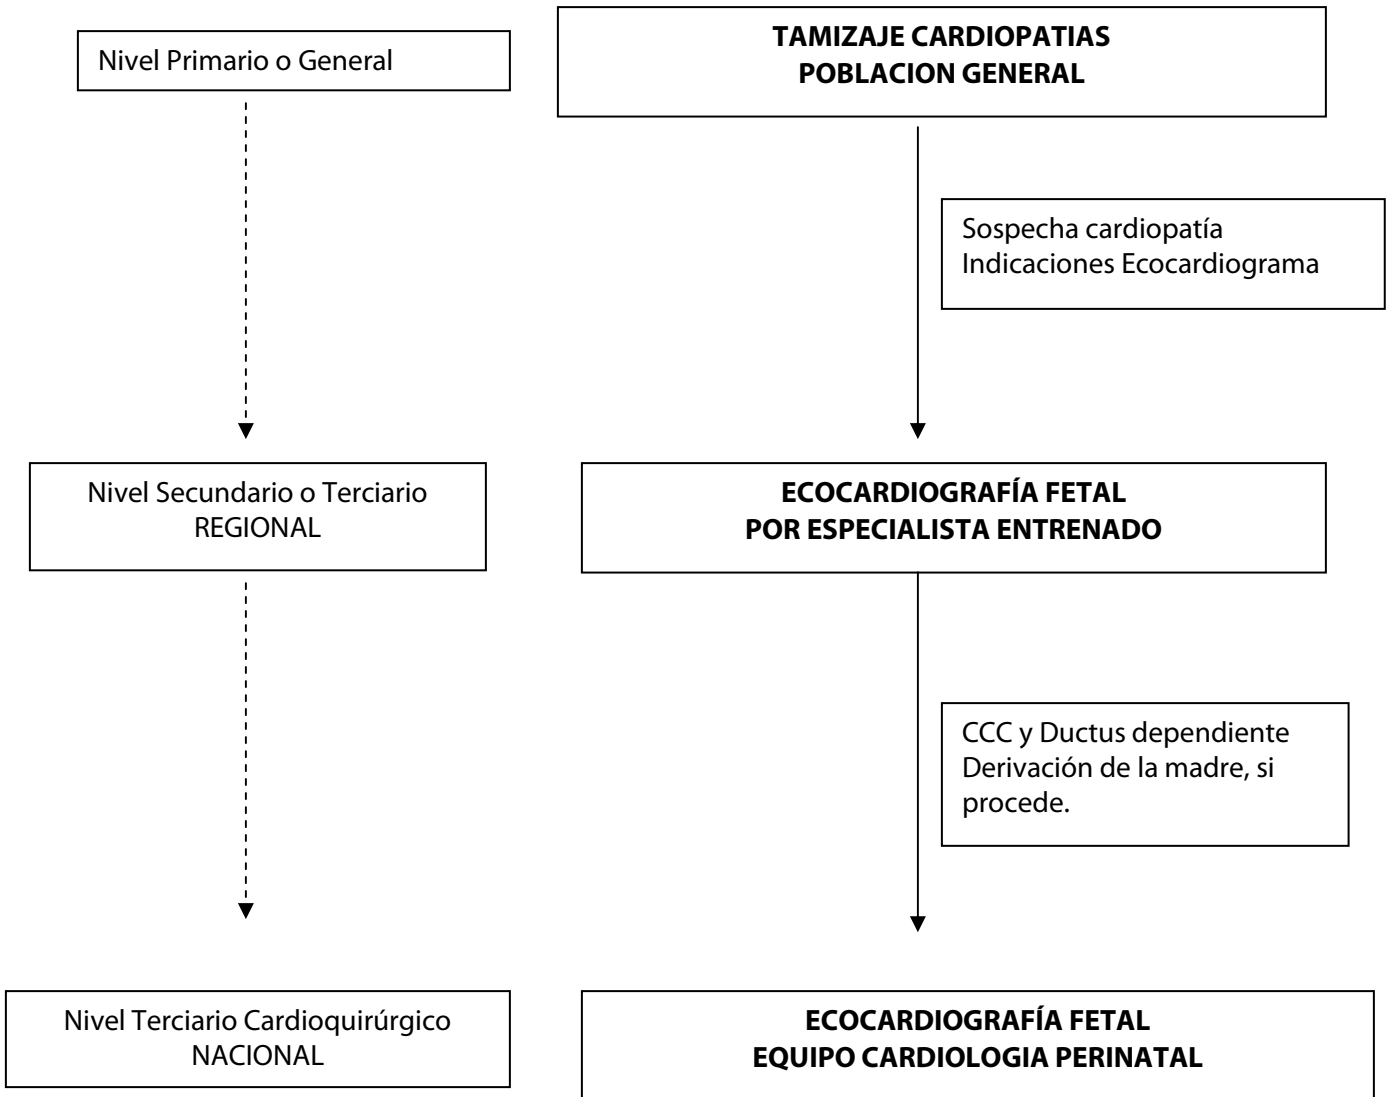 Nivel Primario o General
TAMIZAJE CARDIOPATIAS
POBLACION GENERAL
Sospecha cardiopatía
Indicaciones Ecocardiograma
Nivel Secundario o Terciario
REGIONAL
ECOCARDIOGRAFÍA FETAL
POR ESPECIALISTA ENTRENADO
CCC y Ductus dependiente
Derivación de la madre, si
procede.
Nivel Terciario Cardioquirúrgico
NACIONAL
ECOCARDIOGRAFÍA FETAL
EQUIPO CARDIOLOGIA PERINATAL